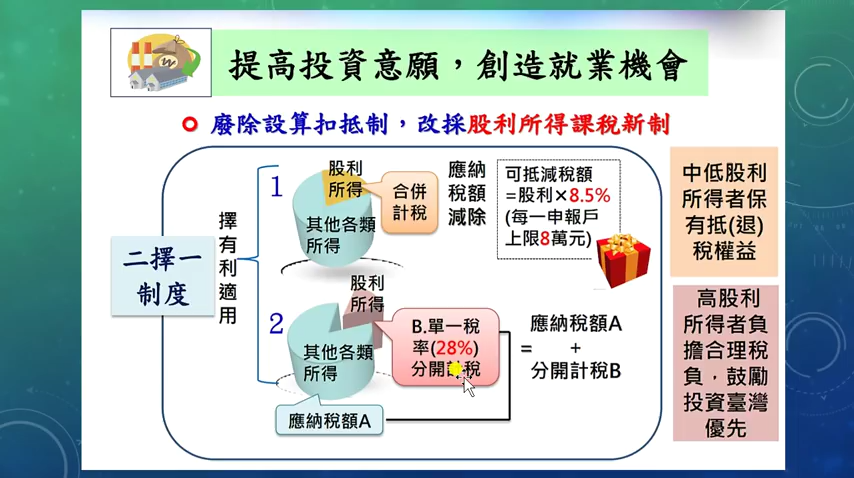 提高投資意願，創造就業機會
廢除設算扣抵制，改採股利所得課稅新制
二擇一
制度
擇有利適用
1
股利
所得
其他各類
所得
合併
計稅
應納
稅額
減除
可抵減稅額
=股利×8.5%
(每一申報戶
上限8萬元)
2
股利
所得
其他各類
所得
B.單一稅
率(28%)
分開計稅
應納稅額A
=
應納稅額A
+
分開計稅B
中低股利
所得者保
有抵(退)
稅權益
高股利
所得者負
擔合理稅
負，鼓勵
投資臺灣
優先